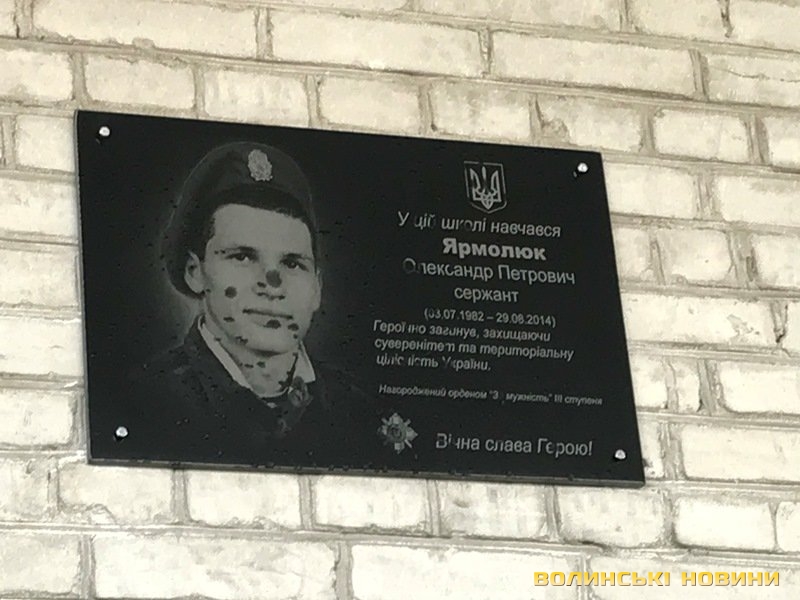 У цій школі навчався
Ярмолюк
Олександр Петрович
сержант
(03.07.1982 – 29.08.2014)
Героїчно загинув, захищаючи
суверенітет та територіальну
цілісність України.
Нагороджений орденом "За мужність" III ступеня
Вічна слава Герою!
ВОЛИНСЬКІ НОВИНИ